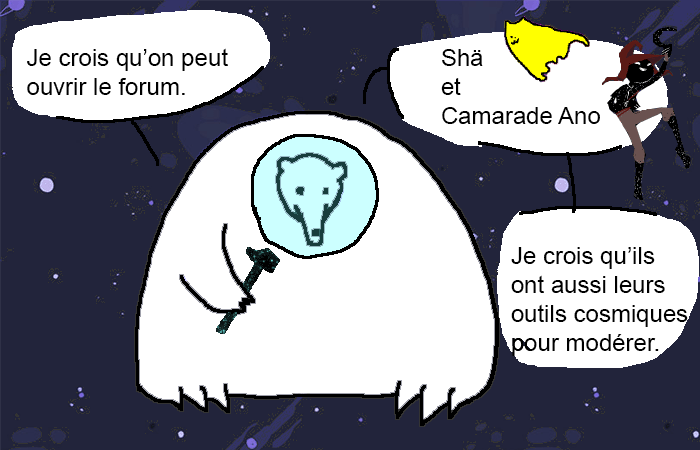 Je crois qu’on peut
ouvrir le forum.
Shä
et
Camarade Ano
Je crois qu’ils
ont aussi leurs
outils cosmiques
pour modérer.